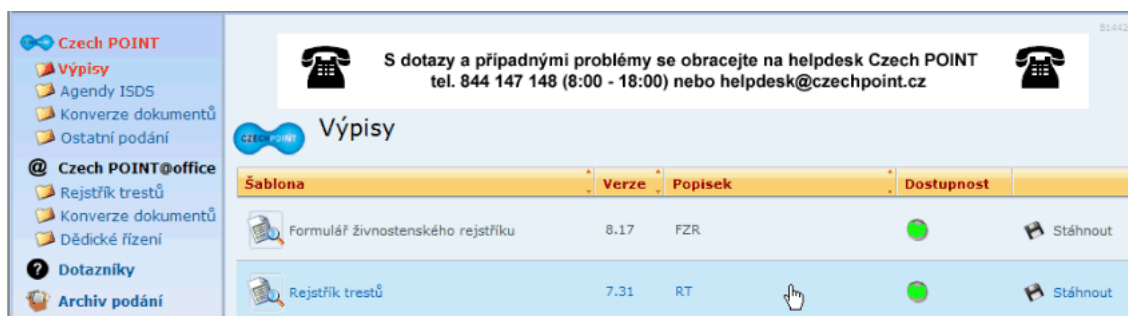 Czech POINT
Výpisy
Agendy ISDS
Konverze dokumentů
Ostatní podání
@ Czech POINT@office
Rejstřík trestů
Konverze dokumentů
Dědické řízení
Dotazníky
Archiv podání
S dotazy a případnými problémy se obracejte na helpdesk Czech POINT
tel. 844 147 148 (8:00 - 18:00) nebo helpdesk@czechpoint.cz
CZECH POINT
Výpisy
Šablona Verze Popisek Dostupnost
Formulář živnostenského rejstříku 8.17 FZR Stáhnout
Rejstřík trestů 7.31 RT Stáhnout